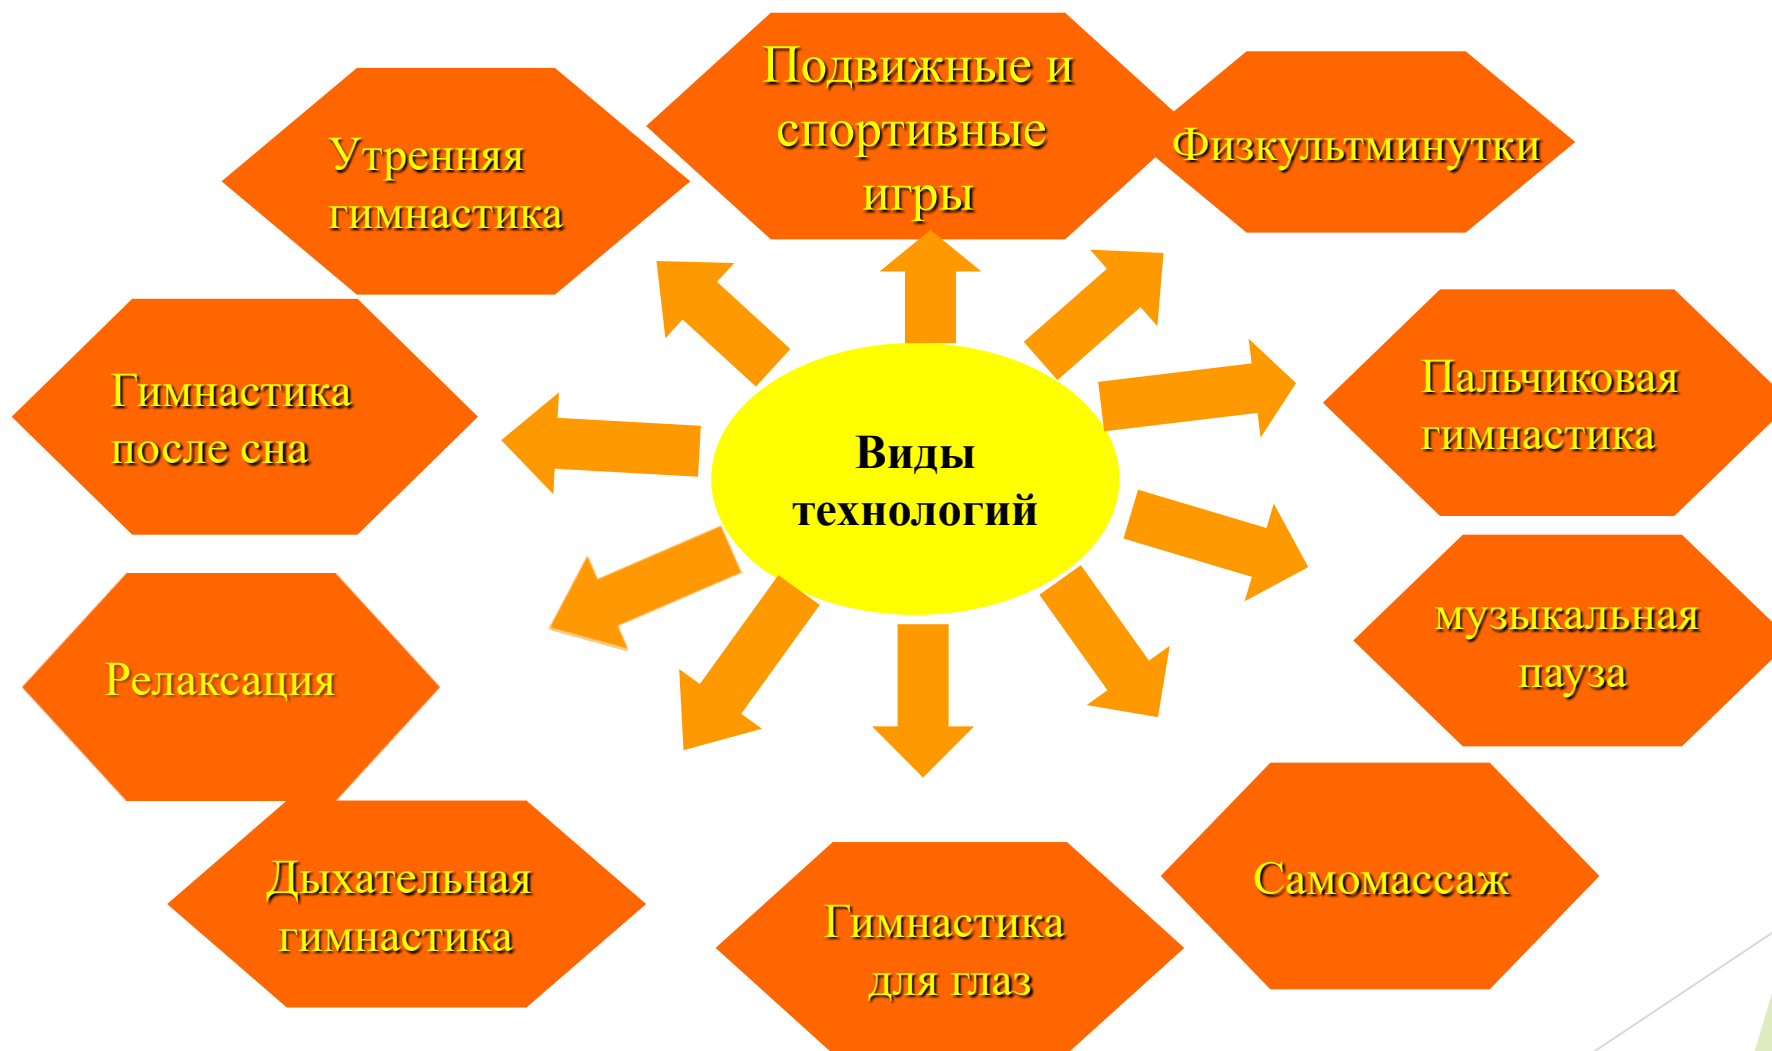 Подвижные и
спортивные
игры
Физкультминутки
Утренняя
гимнастика
Пальчиковая
гимнастика
Гимнастика
после сна
Виды
технологий
музыкальная
пауза
Релаксация
Самомассаж
Дыхательная
гимнастика
Гимнастика
для глаз